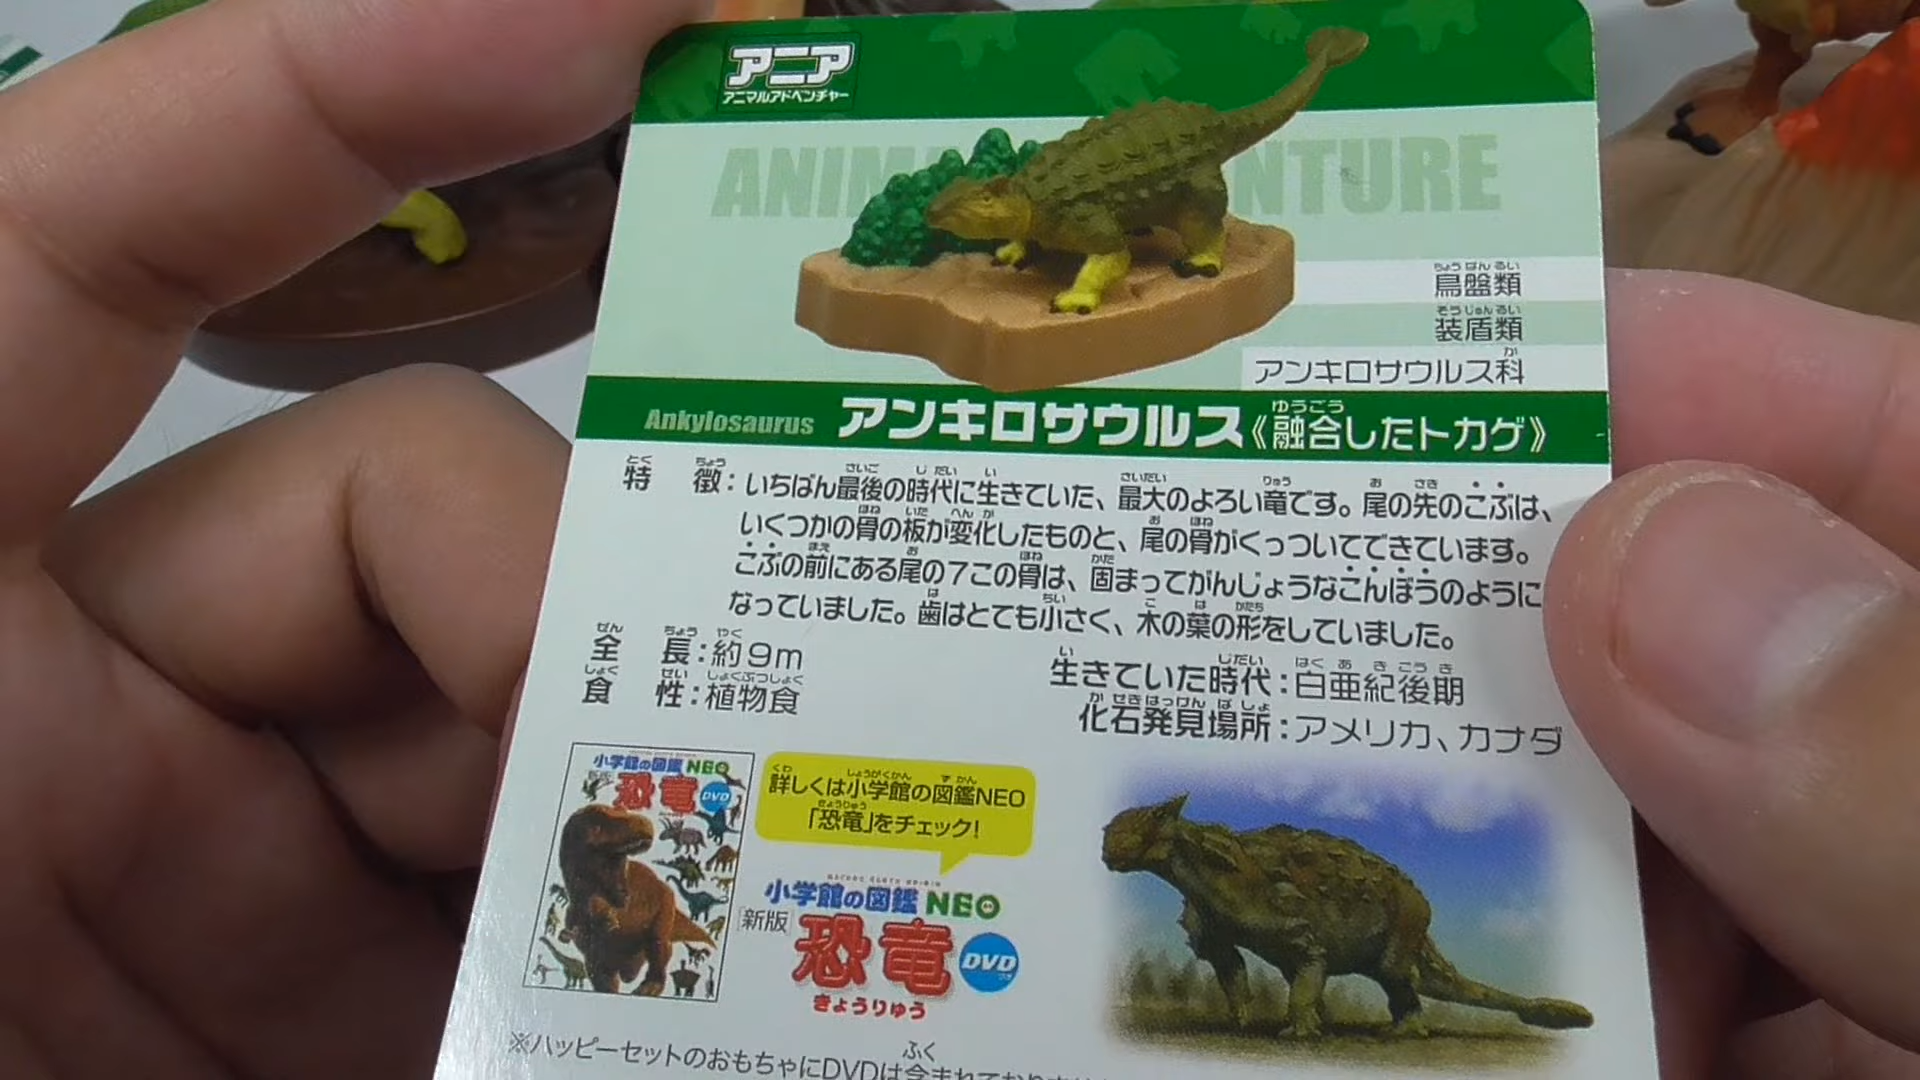 アニア
アニマルアドベンチャー
ANIM NTURE
鳥盤類
装盾類
アンキロサウルス科
Ankylosaurus アンキロサウルス《融合したトカゲ》
特徴：いちばん最後の時代に生きていた、最大のよろい竜です。尾の先のこぶは、
いくつかの骨の板が変化したものと、尾の骨がくっついてできています。
こぶの前にある尾の7この骨は、固まってがんじょうなこんぼうのように
なっていました。歯はとても小さく、木の葉の形をしていました。
全長：約9m
食性：植物食
生きていた時代：白亜紀後期
化石発見場所：アメリカ、カナダ
小学館の図鑑NEO
恐竜 DVD
詳しくは小学館の図鑑NEO
「恐竜」をチェック!
小学館の図鑑 NEO
[新版] 恐竜 DVD
きょうりゅう
※ハッピーセットのおもちゃにDVDは含まれており